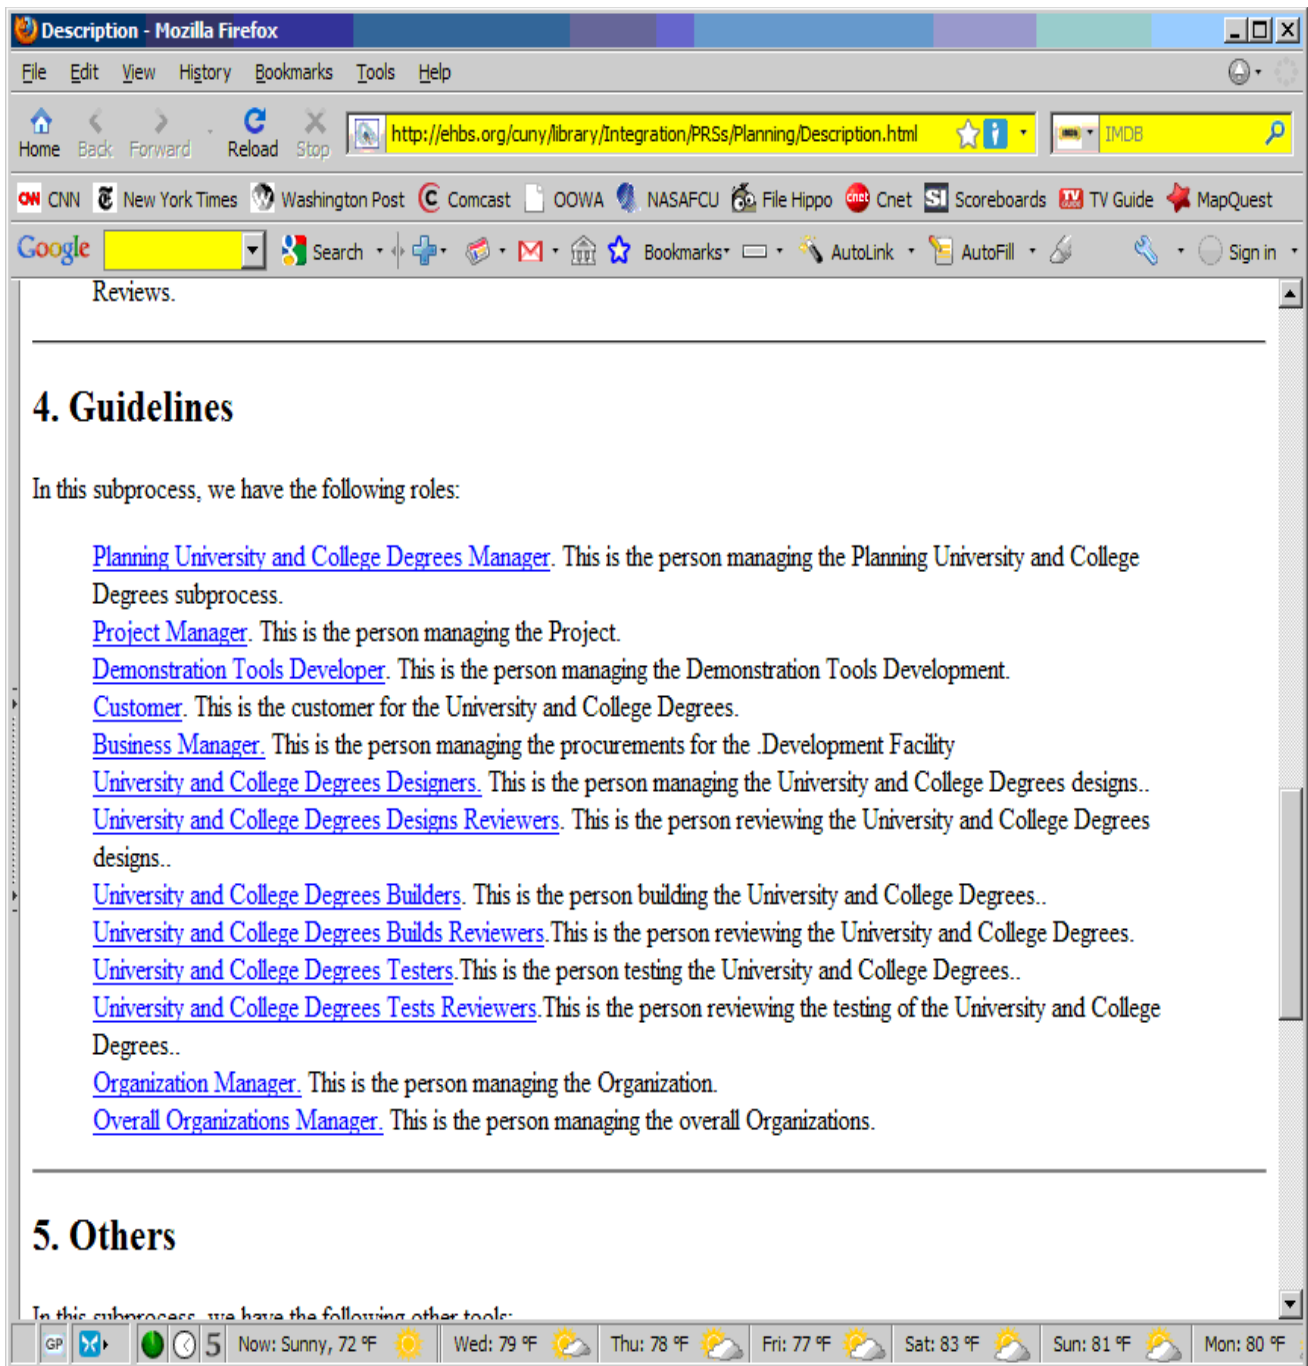 Description - Mozilla Firefox
File Edit View History Bookmarks Tools Help
Home Back Forward Reload Stop http://ehbs.org/cuny/library/Integration/PRSs/Planning/Description.html IMDB
CNN New York Times Washington Post Comcast OOWA NASAFCU File Hippo Cnet Scoreboards TV Guide MapQuest
Google Search Bookmarks AutoLink AutoFill Sign in
Reviews.
4. Guidelines
In this subprocess, we have the following roles:
Planning University and College Degrees Manager. This is the person managing the Planning University and College
Degrees subprocess.
Project Manager. This is the person managing the Project.
Demonstration Tools Developer. This is the person managing the Demonstration Tools Development.
Customer. This is the customer for the University and College Degrees.
Business Manager. This is the person managing the procurements for the .Development Facility
University and College Degrees Designers. This is the person managing the University and College Degrees designs..
University and College Degrees Designs Reviewers. This is the person reviewing the University and College Degrees
designs..
University and College Degrees Builders. This is the person building the University and College Degrees..
University and College Degrees Builds Reviewers.This is the person reviewing the University and College Degrees.
University and College Degrees Testers.This is the person testing the University and College Degrees..
University and College Degrees Tests Reviewers.This is the person reviewing the testing of the University and College
Degrees..
Organization Manager. This is the person managing the Organization.
Overall Organizations Manager. This is the person managing the overall Organizations.
5. Others
In this subprocess, we have the following other tools:
GP 5 Now: Sunny, 72 °F Wed: 79 °F Thu: 78 °F Fri: 77 °F Sat: 83 °F Sun: 81 °F Mon: 80 °F